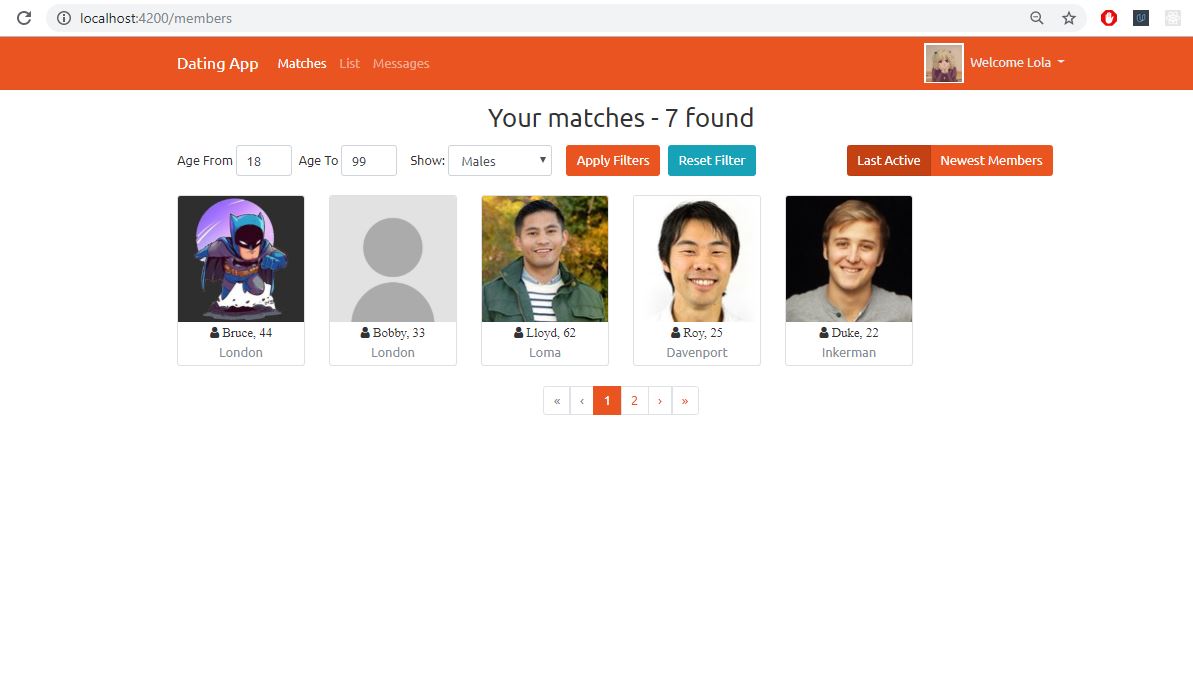 localhost:4200/members
Dating App Matches List Messages Welcome Lola
Your matches - 7 found
Age From 18 Age To 99 Show: Males Apply Filters Reset Filter Last Active Newest Members
Bruce, 44 Bobby, 33 Lloyd, 62 Roy, 25 Duke, 22
London London Loma Davenport Inkerman
« ‹ 1 2 › »